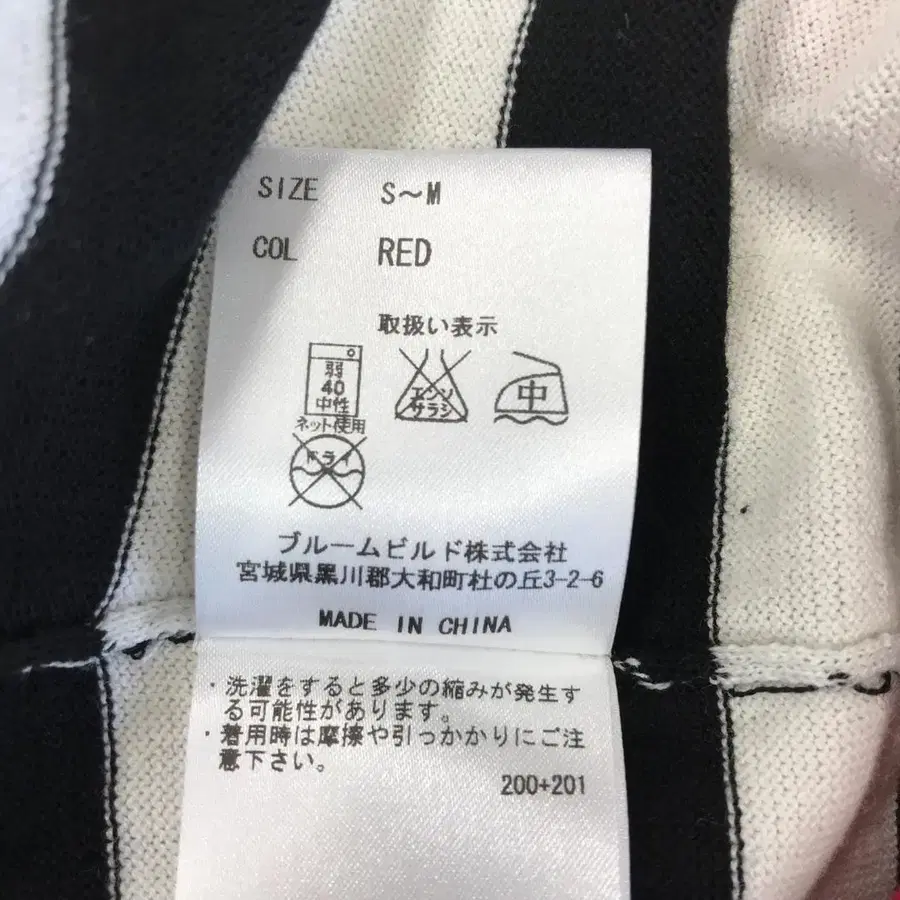 SIZE S～M
COL RED
取扱い表示
弱
40
中性
ネット使用
エンソ
サラシ
中
ドライ
ブルームビルド株式会社
宮城県黒川郡大和町杜の丘3-2-6
MADE IN CHINA
・洗濯をすると多少の縮みが発生す
る可能性があります。
・着用時は摩擦や引っかかりにご注
意下さい。
200+201